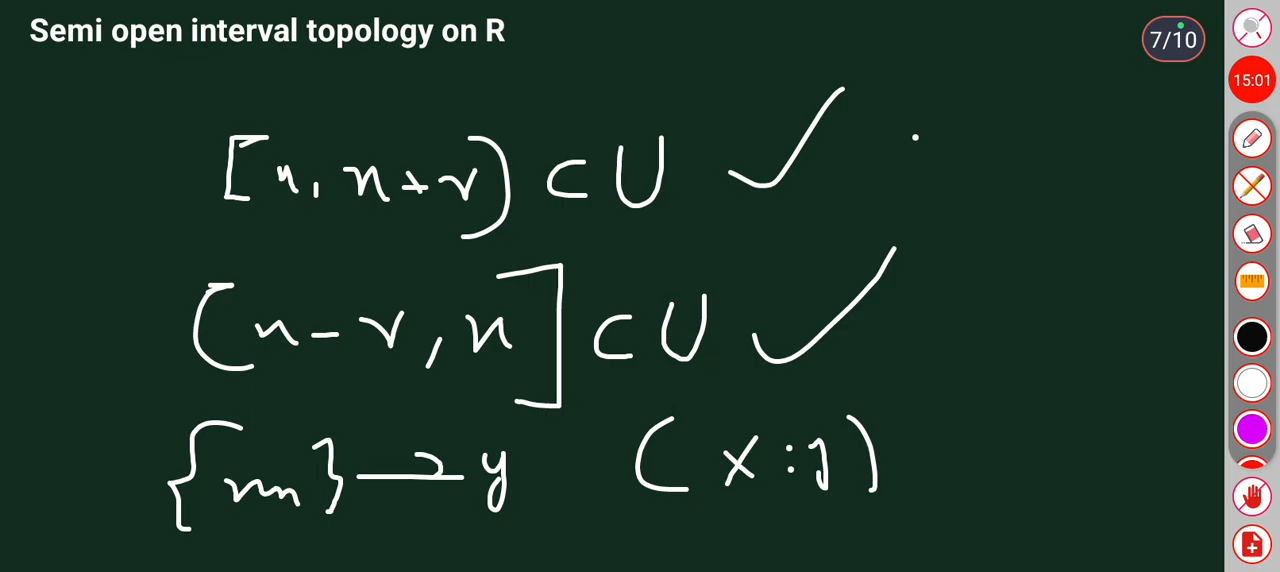 Semi open interval topology on R
7/10
15:01
[x, x + r) ⊂ U ✓
(x - r, x] ⊂ U ✓
{xn} → y (X : J)